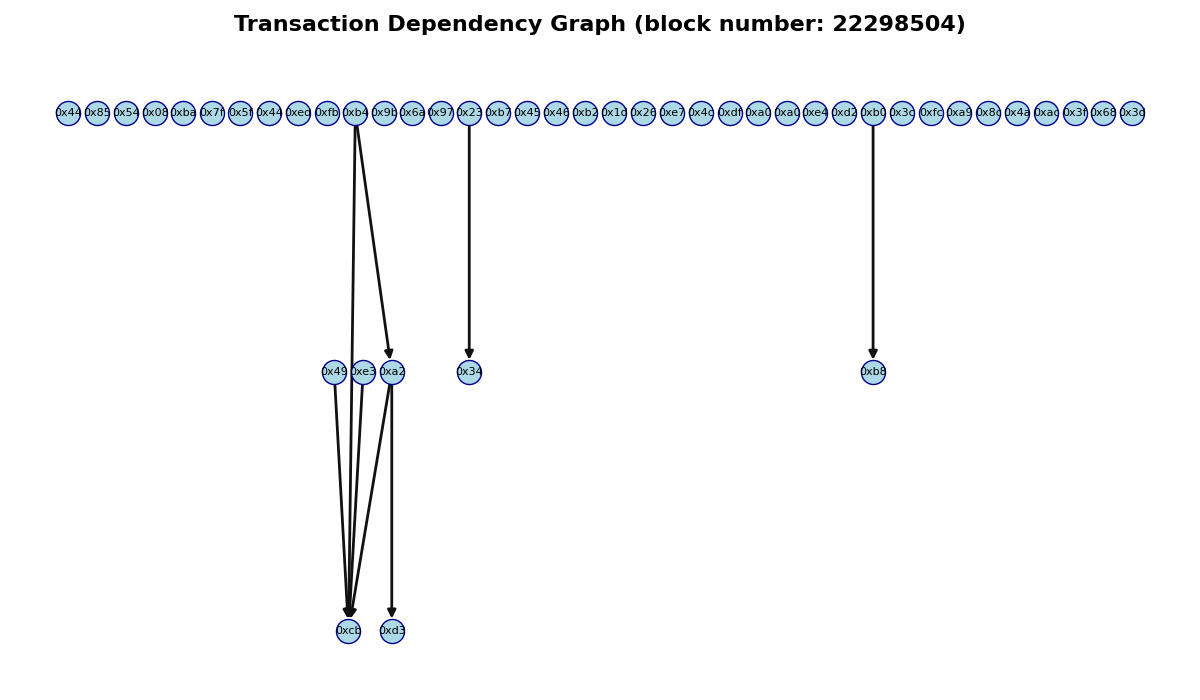 Transaction Dependency Graph (block number: 22298504)
0x44 0x85 0x54 0x08 0xba 0x7f 0x5f 0x44 0xed 0xfb 0xb4 0x9b 0x6a 0x97 0x23 0xb7 0x45 0x46 0xb2 0x1d 0x26 0xe7 0x4d 0xdf 0xa0 0xa0 0xe4 0xd2 0xb0 0x3c 0xfc 0xa9 0x8d 0x4a 0xac 0x3f 0x68 0x3d
0x49 0xe3 0xa2 0x34 0xb8
0xcb 0xd3